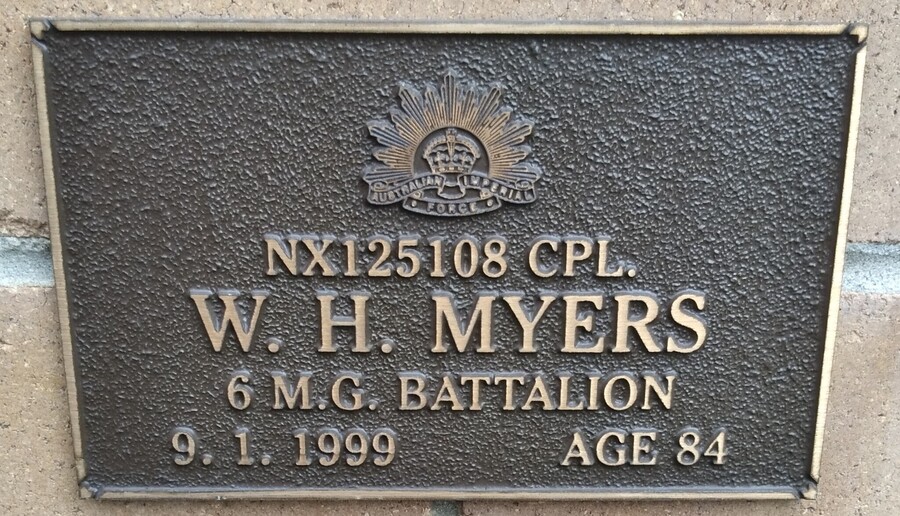 AUSTRALIAN IMPERIAL
FORCE
NX125108 CPL.
W. H. MYERS
6 M.G. BATTALION
9. 1. 1999 AGE 84